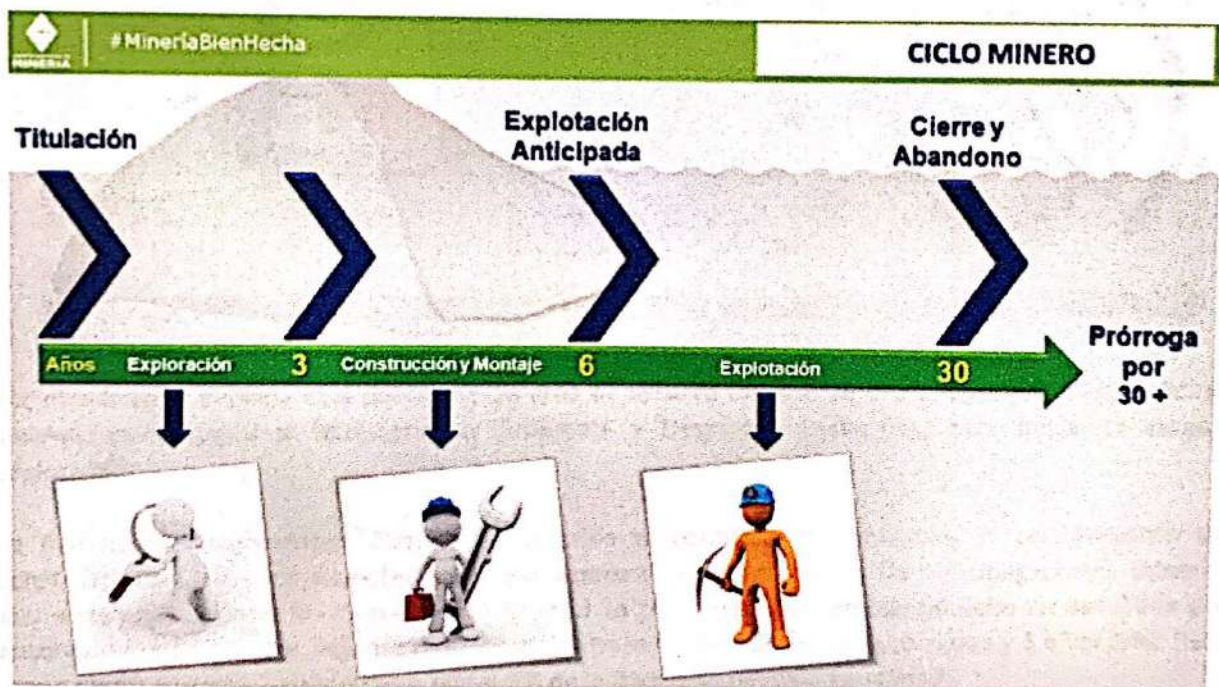 MINERÍA
#MineríaBienHecha
CICLO MINERO
Titulación
Explotación
Anticipada
Cierre y
Abandono
Años
Exploración
3
Construcción y Montaje
6
Explotación
30
Prórroga
por
30 +